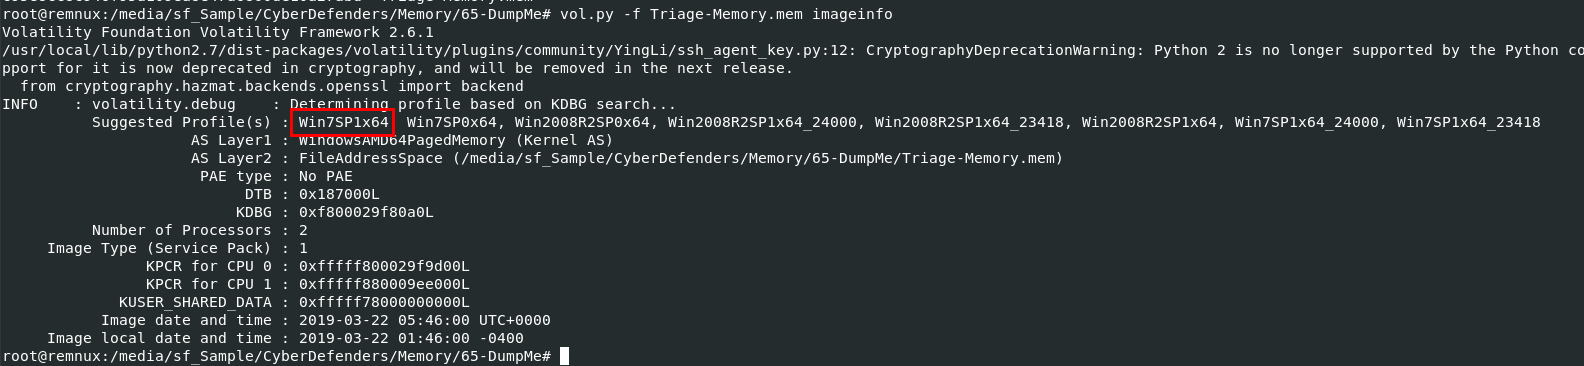 root@remnux:/media/sf_Sample/CyberDefenders/Memory/65-DumpMe# vol.py -f Triage-Memory.mem imageinfo
Volatility Foundation Volatility Framework 2.6.1
/usr/local/lib/python2.7/dist-packages/volatility/plugins/community/YingLi/ssh_agent_key.py:12: CryptographyDeprecationWarning: Python 2 is no longer supported by the Python co
pport for it is now deprecated in cryptography, and will be removed in the next release.
  from cryptography.hazmat.backends.openssl import backend
INFO    : volatility.debug    : Determining profile based on KDBG search...
          Suggested Profile(s) : Win7SP1x64, Win7SP0x64, Win2008R2SP0x64, Win2008R2SP1x64_24000, Win2008R2SP1x64_23418, Win2008R2SP1x64, Win7SP1x64_24000, Win7SP1x64_23418
                     AS Layer1 : WindowsAMD64PagedMemory (Kernel AS)
                     AS Layer2 : FileAddressSpace (/media/sf_Sample/CyberDefenders/Memory/65-DumpMe/Triage-Memory.mem)
                      PAE type : No PAE
                           DTB : 0x187000L
                          KDBG : 0xf800029f80a0L
          Number of Processors : 2
     Image Type (Service Pack) : 1
                KPCR for CPU 0 : 0xfffff800029f9d00L
                KPCR for CPU 1 : 0xfffff880009ee000L
             KUSER_SHARED_DATA : 0xfffff78000000000L
           Image date and time : 2019-03-22 05:46:00 UTC+0000
     Image local date and time : 2019-03-22 01:46:00 -0400
root@remnux:/media/sf_Sample/CyberDefenders/Memory/65-DumpMe#